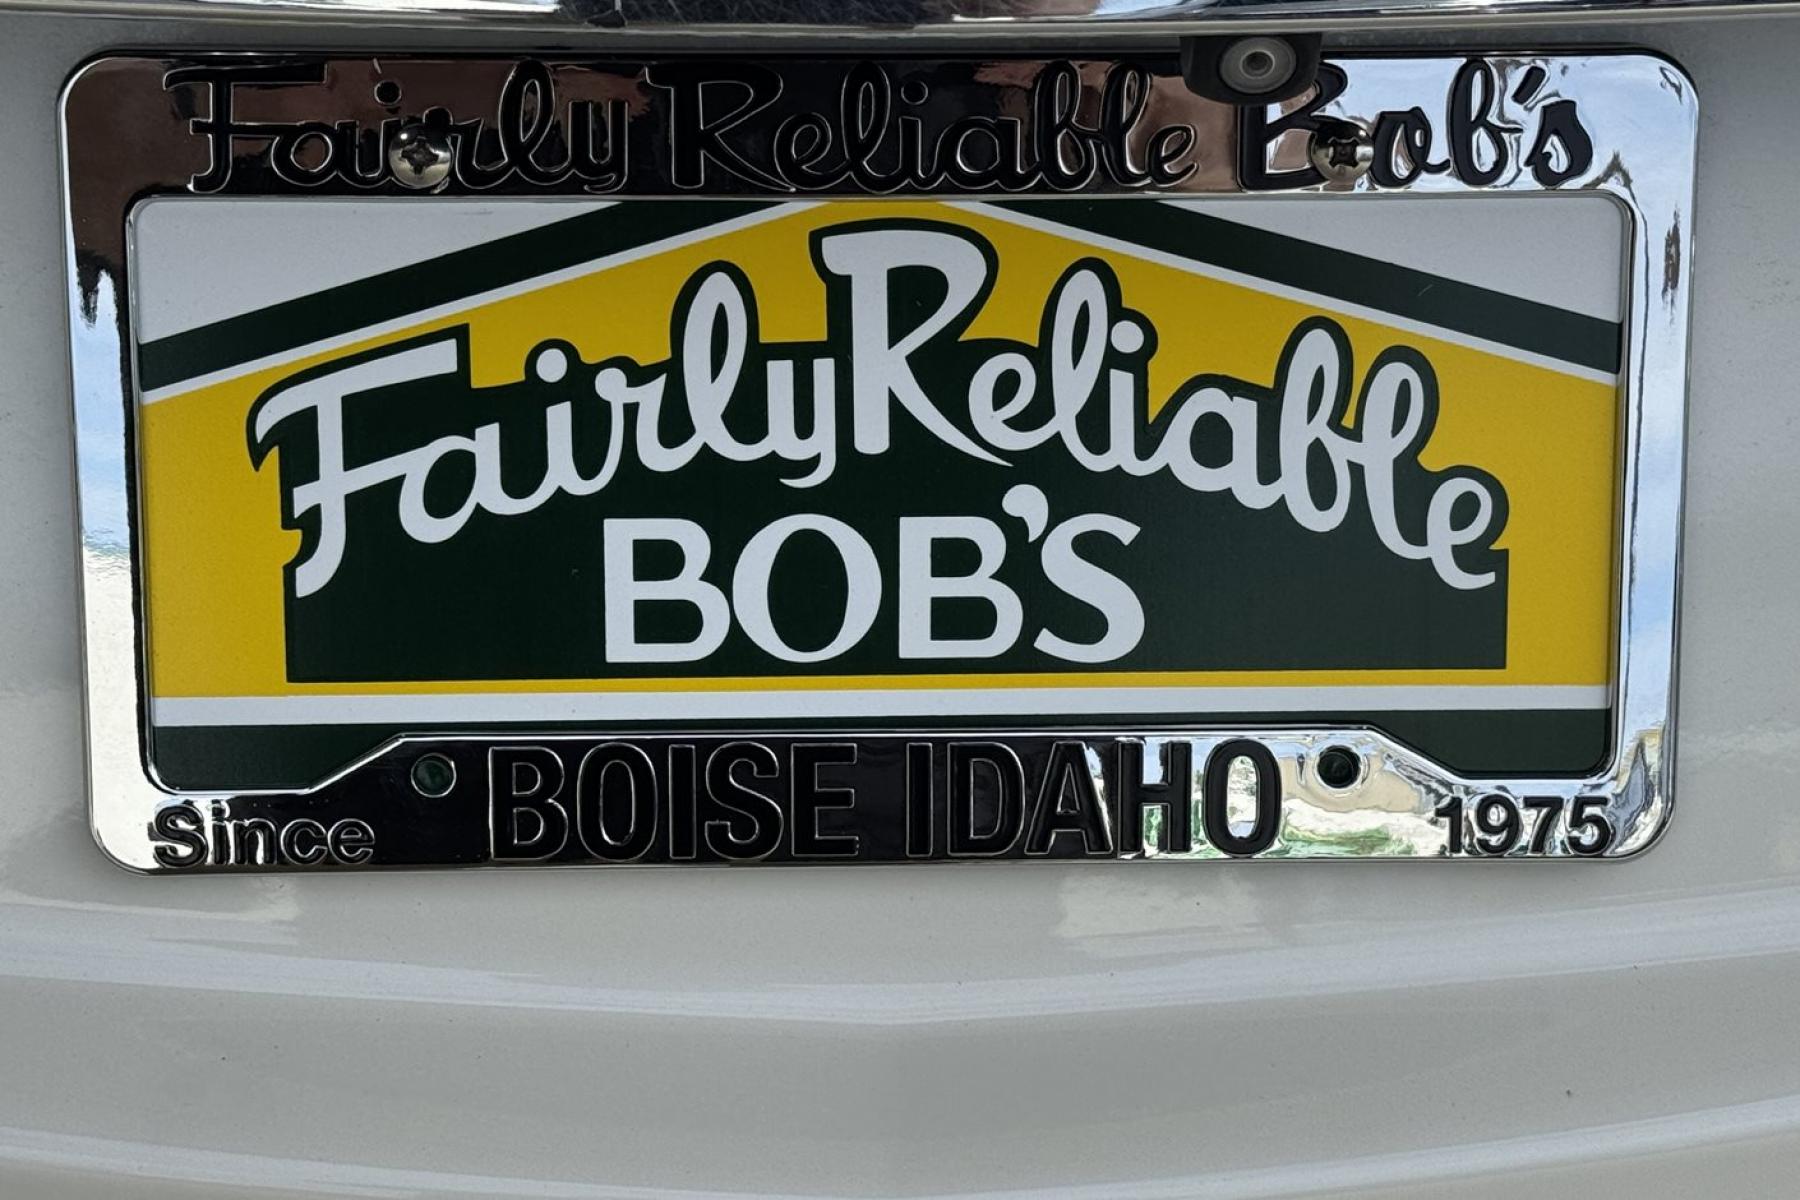 Fairly Reliable Bob's
Fairly Reliable
BOB'S
BOISE IDAHO
Since 1975